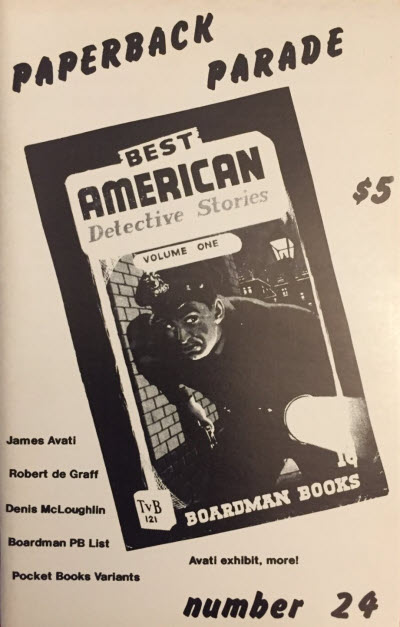 PAPERBACK
PARADE
BEST
AMERICAN
Detective Stories
$5
VOLUME ONE
James Avati
Robert de Graff
Denis McLoughlin
TVB
121
BOARDMAN BOOKS
Boardman PB List
Avati exhibit, more!
Pocket Books Variants
number 24